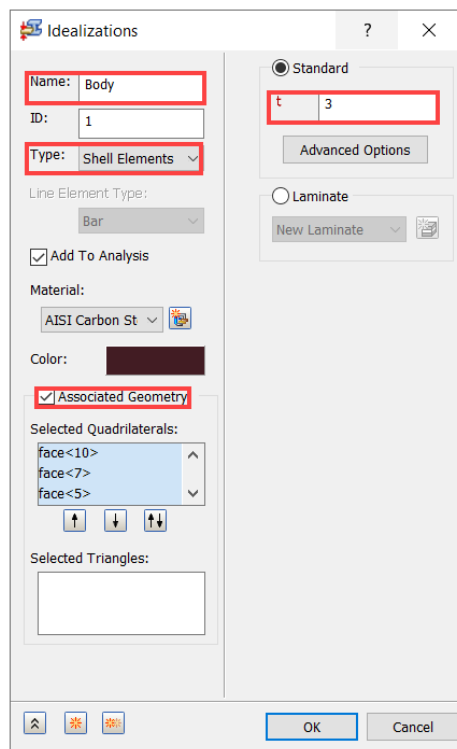 Idealizations ?
Name: Body
ID: 1
Type: Shell Elements
Line Element Type:
Bar
Add To Analysis
Material:
AISI Carbon St
Color:
Associated Geometry
Selected Quadrilaterals:
face<10>
face<7>
face<5>
Selected Triangles:
Standard
t 3
Advanced Options
Laminate
New Laminate
OK Cancel